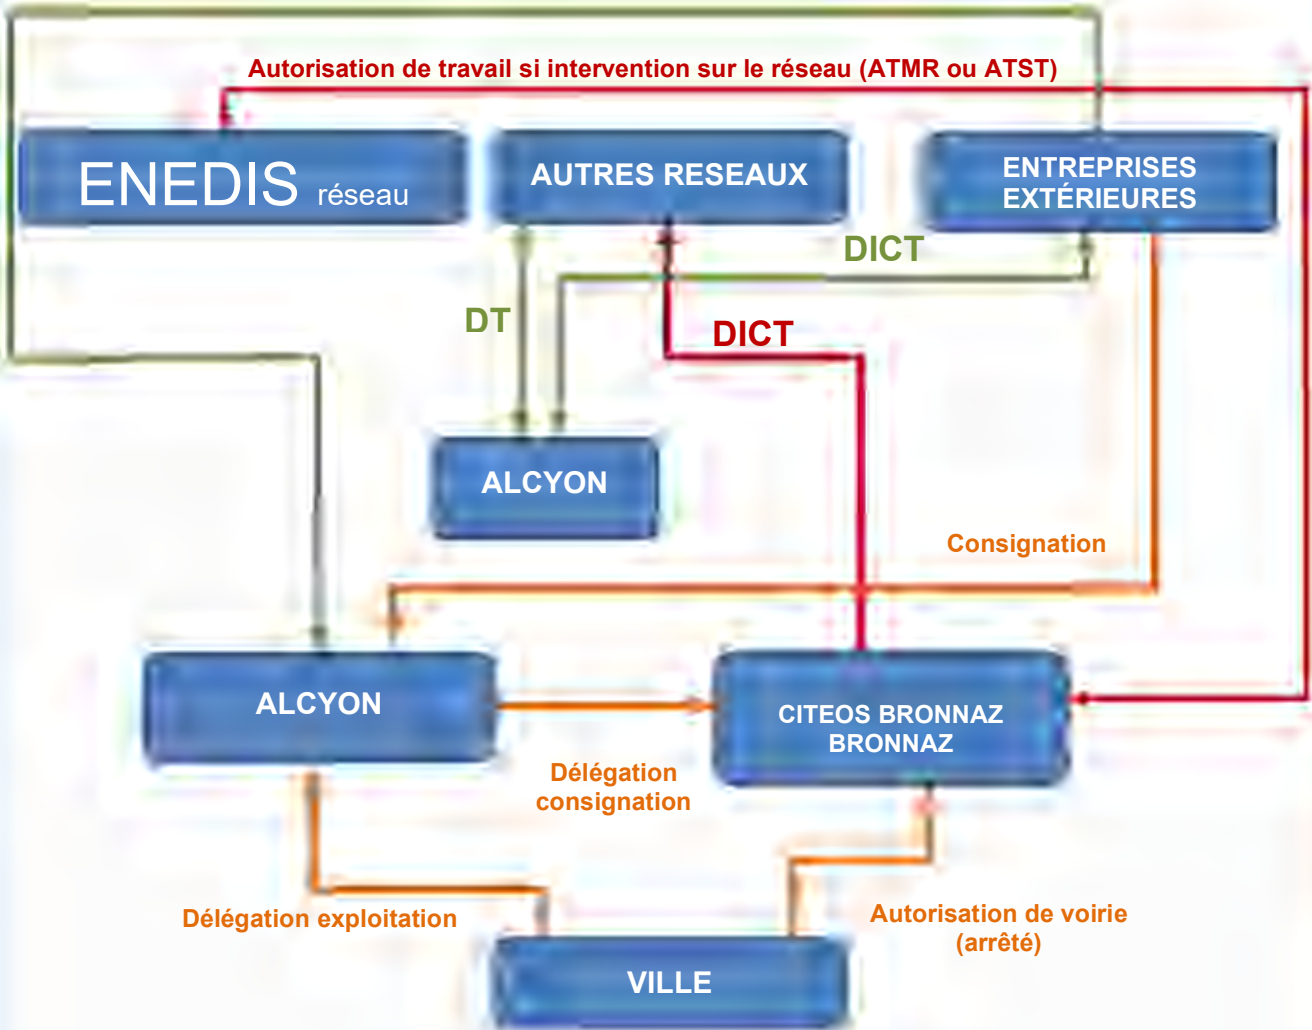 Autorisation de travail si intervention sur le réseau (ATMR ou ATST)
ENEDIS réseau
AUTRES RESEAUX
ENTREPRISES
EXTÉRIEURES
DICT
DT
DICT
ALCYON
Consignation
ALCYON
CITEOS BRONNAZ
BRONNAZ
Délégation
consignation
Délégation exploitation
Autorisation de voirie
(arrêté)
VILLE